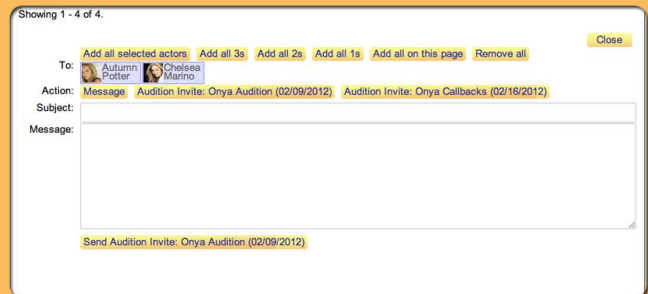 Showing 1 - 4 of 4.
Close
Add all selected actors Add all 3s Add all 2s Add all 1s Add all on this page Remove all
To: Autumn Potter Chelsea Marino
Action: Message Audition Invite: Onya Audition (02/09/2012) Audition Invite: Onya Callbacks (02/16/2012)
Subject:
Message:
Send Audition Invite: Onya Audition (02/09/2012)